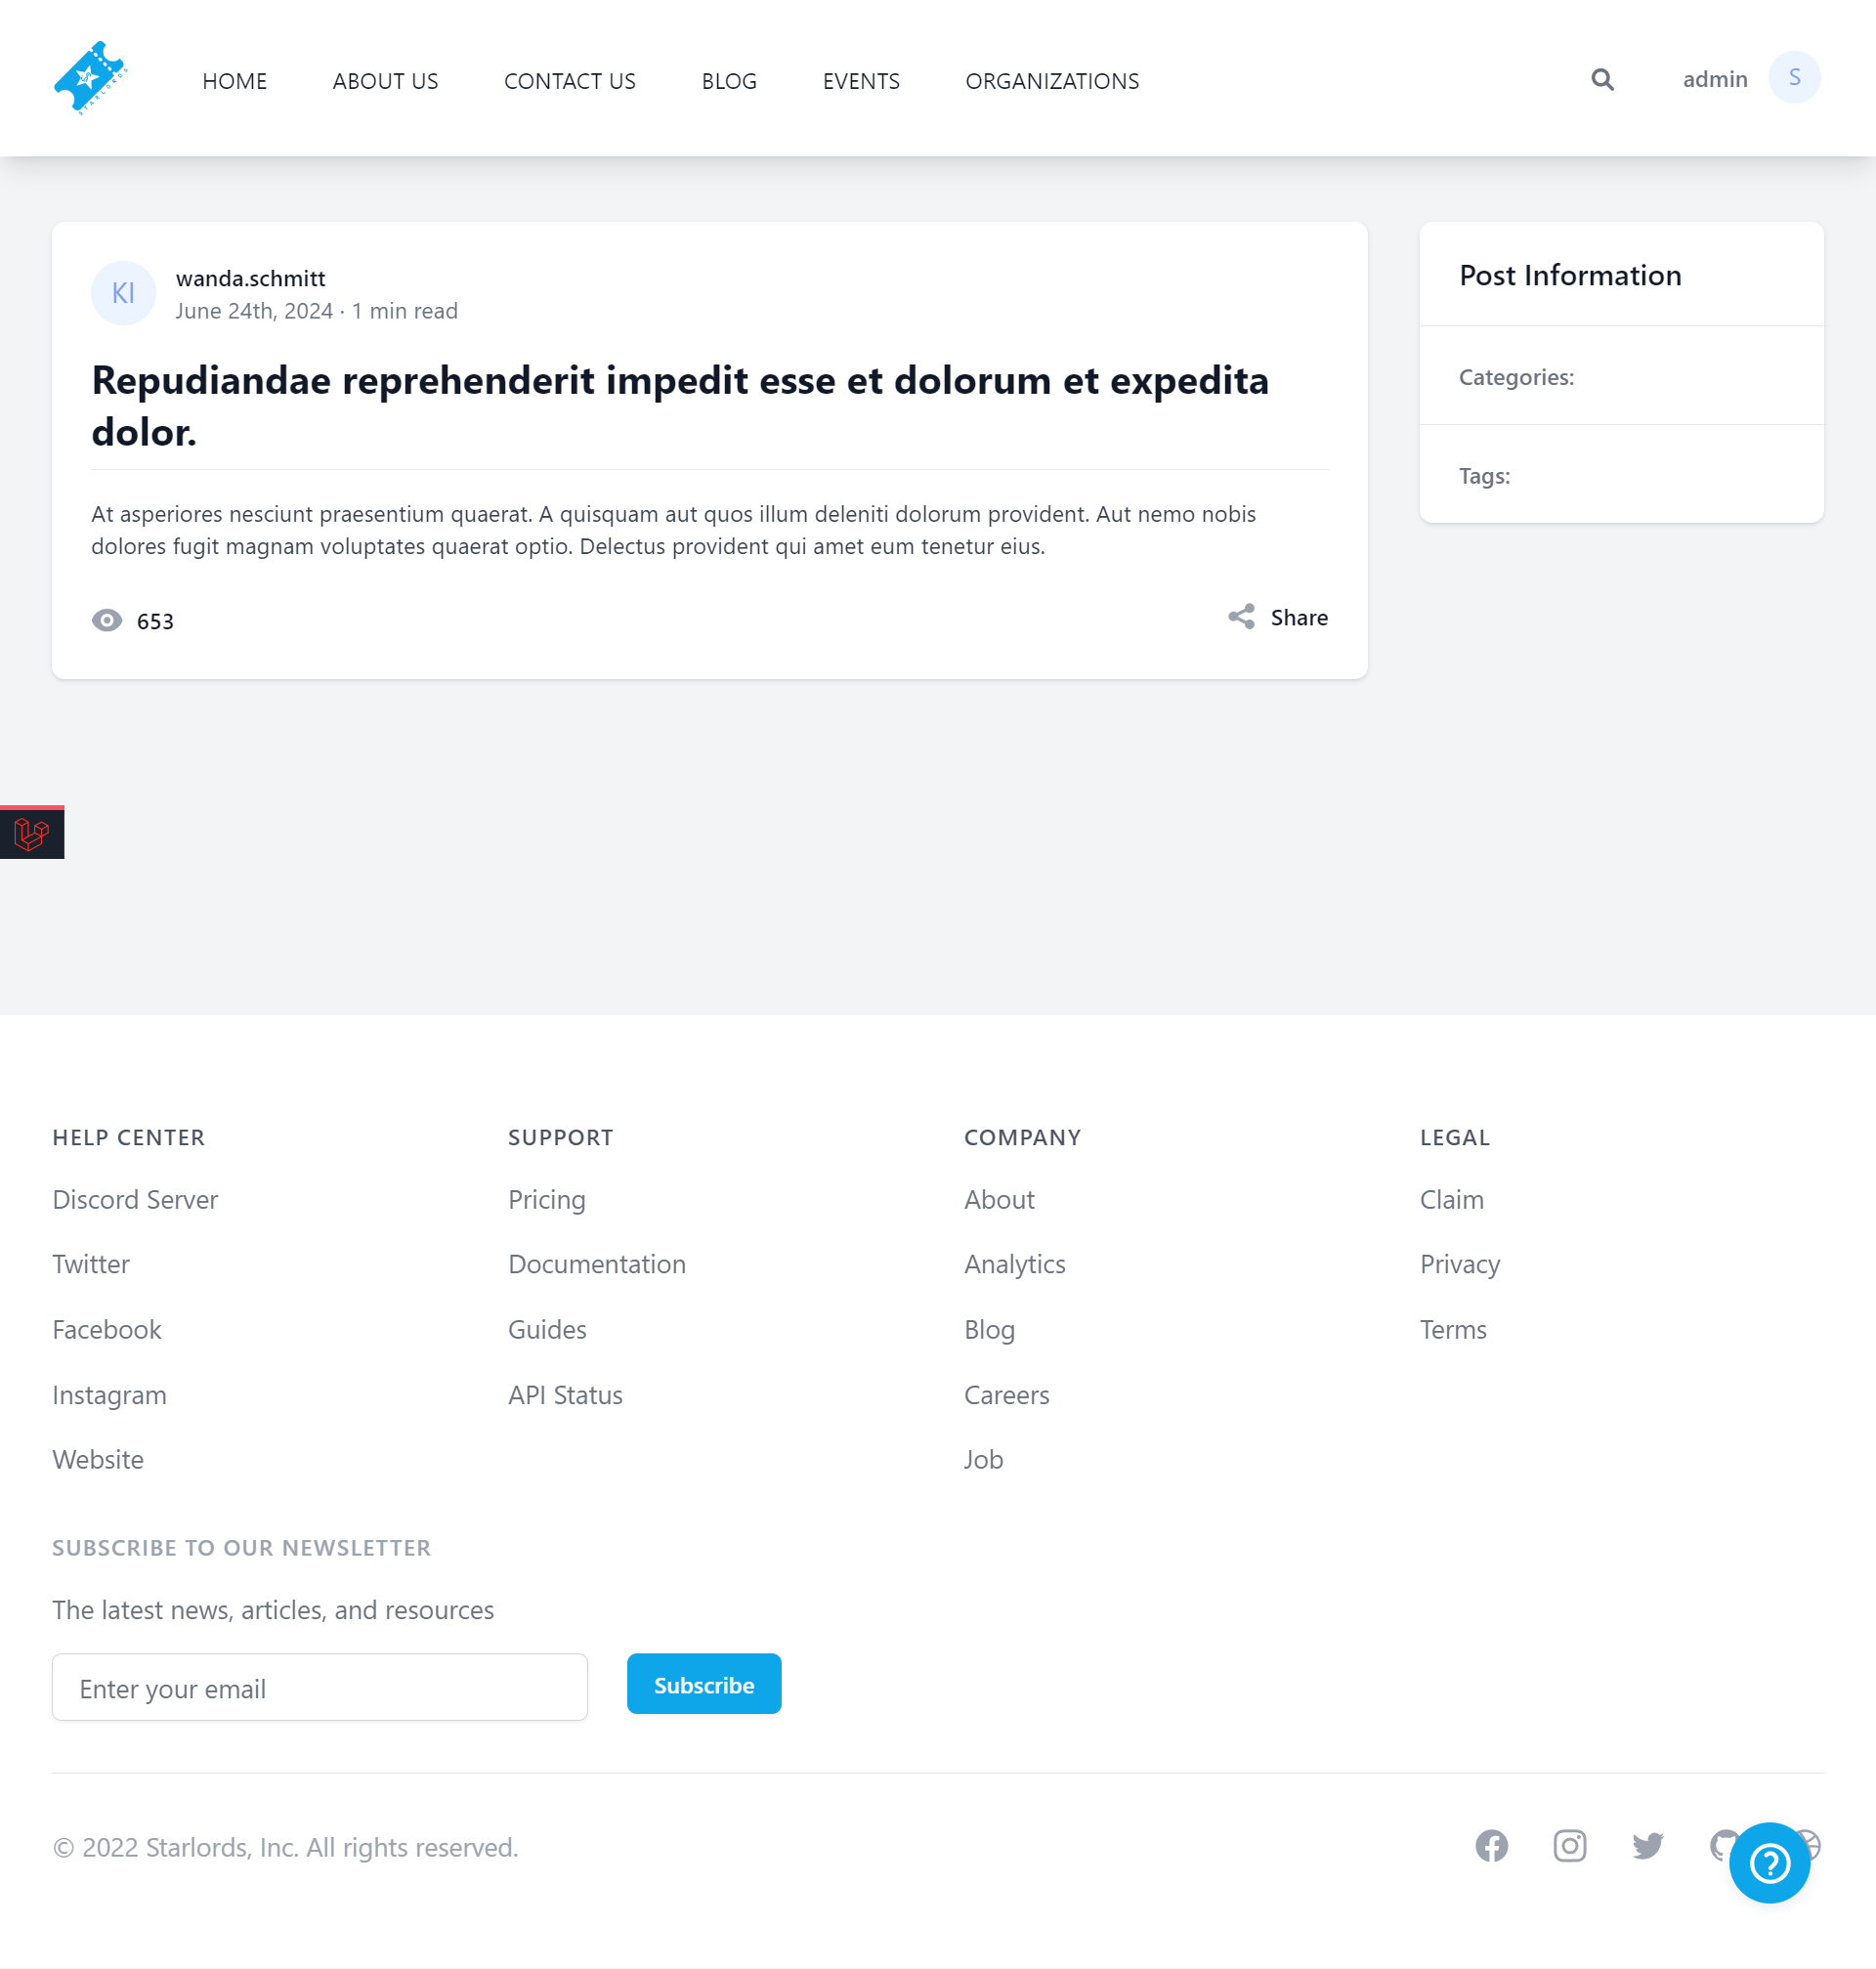 STARLORDS
HOME
ABOUT US
CONTACT US
BLOG
EVENTS
ORGANIZATIONS
admin
S
KI
wanda.schmitt
June 24th, 2024 · 1 min read
Repudiandae reprehenderit impedit esse et dolorum et expedita
dolor.
At asperiores nesciunt praesentium quaerat. A quisquam aut quos illum deleniti dolorum provident. Aut nemo nobis
dolores fugit magnam voluptates quaerat optio. Delectus provident qui amet eum tenetur eius.
653
Share
Post Information
Categories:
Tags:
HELP CENTER
Discord Server
Twitter
Facebook
Instagram
Website
SUPPORT
Pricing
Documentation
Guides
API Status
COMPANY
About
Analytics
Blog
Careers
Job
LEGAL
Claim
Privacy
Terms
SUBSCRIBE TO OUR NEWSLETTER
The latest news, articles, and resources
Enter your email
Subscribe
© 2022 Starlords, Inc. All rights reserved.